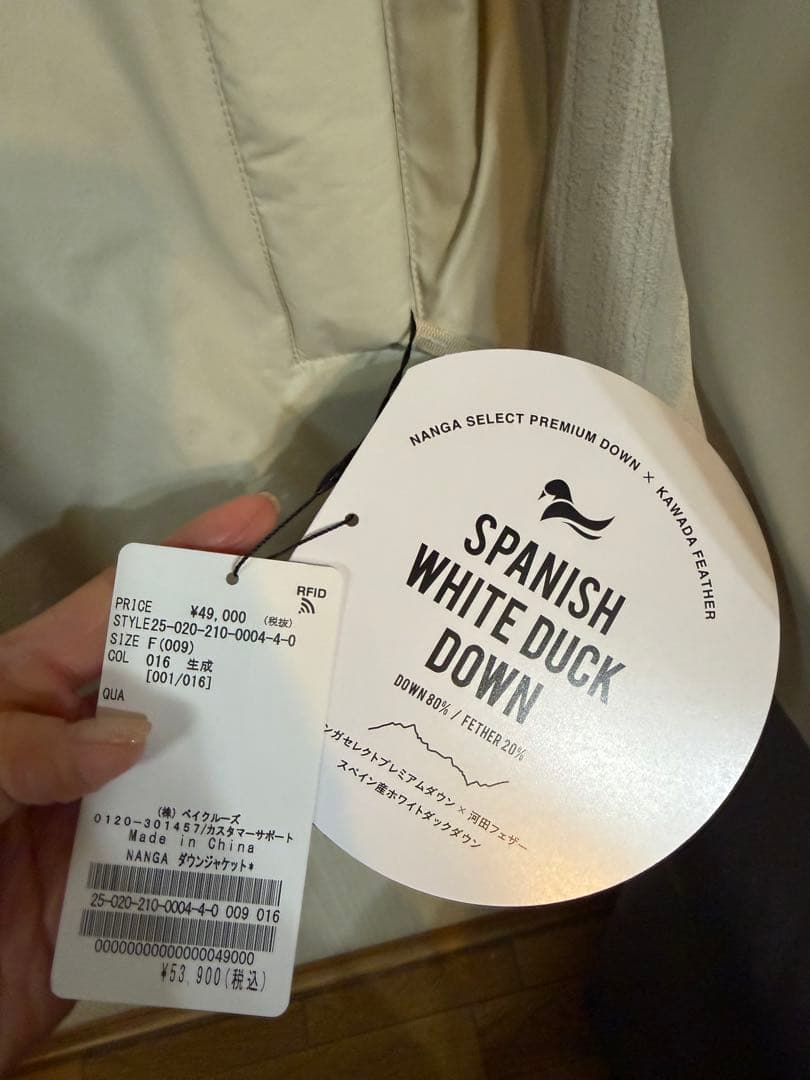 PRICE ¥49,000 (税抜)
RFID
STYLE25-020-210-0004-4-0
SIZE F(009)
COL 016 生成
[001/016]
QUA
(株) ベイクルーズ
0120-301457/カスタマーサポート
Made in China
NANGA ダウンジャケット*
25-020-210-0004-4-0 009 016
0000000000000000049000
¥53,900(税込)
NANGA SELECT PREMIUM DOWN × KAWADA FEATHER
SPANISH
WHITE DUCK
DOWN
DOWN 80% / FETHER 20%
ンガセレクトプレミアムダウン × 河田フェザー
スペイン産ホワイトダックダウン